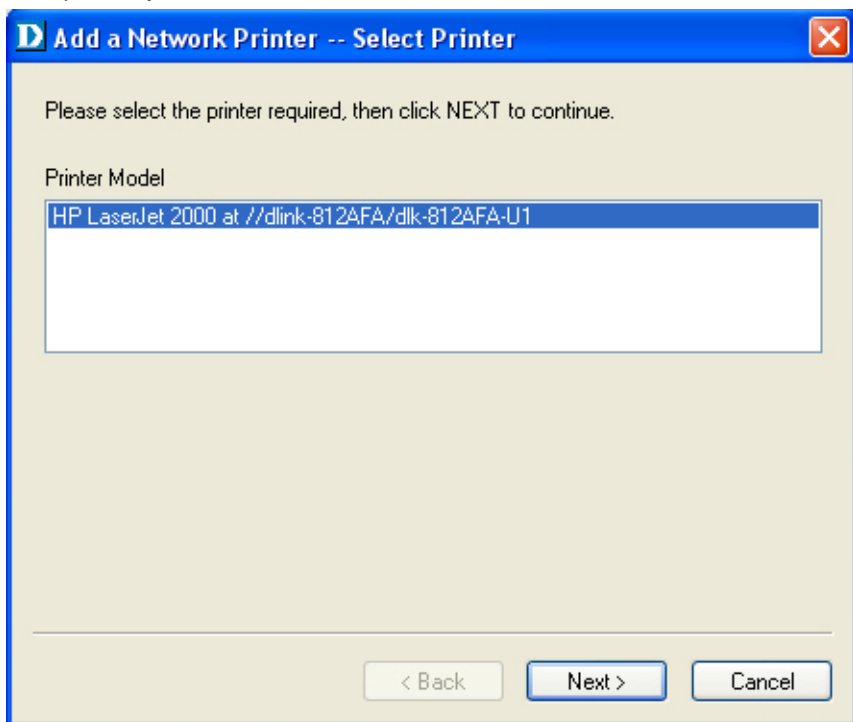 D Add a Network Printer -- Select Printer
Please select the printer required, then click NEXT to continue.
Printer Model
HP LaserJet 2000 at //dlink-812AFA/dlk-812AFA-U1
< Back Next > Cancel